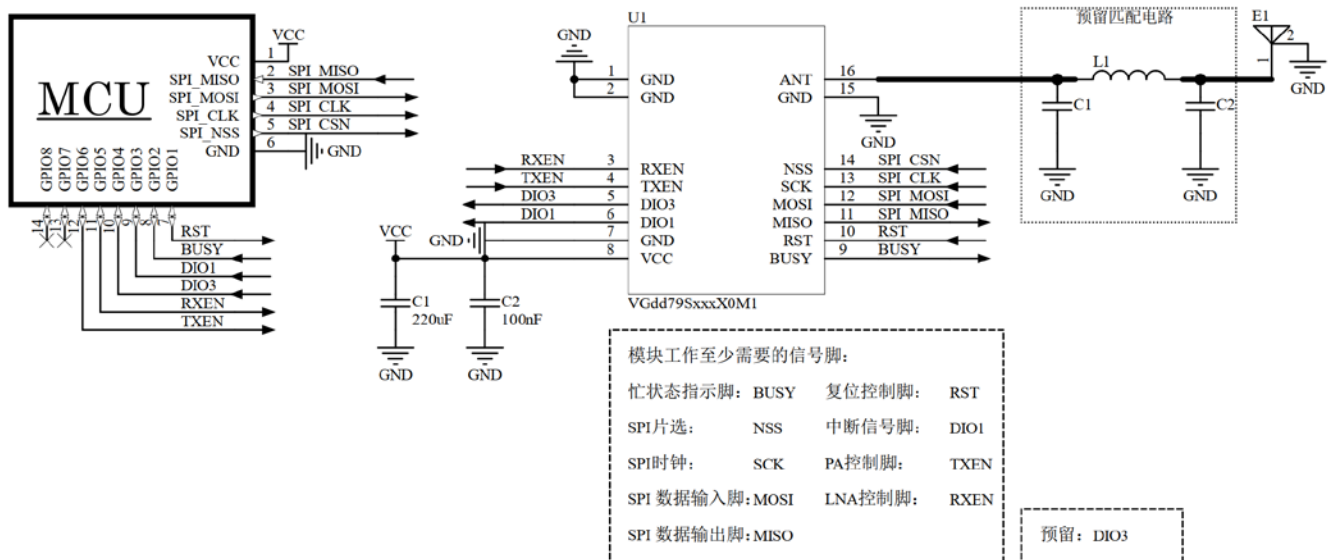 VCC
MCU
VCC
SPI_MISO
SPI_MOSI
SPI_CLK
SPI_NSS
GND
1
2 SPI_MISO
3 SPI_MOSI
4 SPI_CLK
5 SPI_CSN
6
GND
GPIO8
GPIO7
GPIO6
GPIO5
GPIO4
GPIO3
GPIO2
GPIO1
14
13
12
11
10
9
8
7
RST
BUSY
DIO1
DIO3
RXEN
TXEN
U1
GND
1 GND
2 GND
RXEN 3 RXEN
TXEN 4 TXEN
DIO3 5 DIO3
DIO1 6 DIO1
GND 7 GND
VCC 8 VCC
ANT 16
GND 15
GND
NSS 14 SPI_CSN
SCK 13 SPI_CLK
MOSI 12 SPI_MOSI
MISO 11 SPI_MISO
RST 10 RST
BUSY 9 BUSY
VGdd79SxxxX0M1
C1
220uF
GND
C2
100nF
GND
预留匹配电路
L1
C1
GND
C2
GND
E1
2
1
GND
模块工作至少需要的信号脚:
忙状态指示脚: BUSY 复位控制脚: RST
SPI片选: NSS 中断信号脚: DIO1
SPI时钟: SCK PA控制脚: TXEN
SPI 数据输入脚: MOSI LNA控制脚: RXEN
SPI 数据输出脚: MISO
预留: DIO3